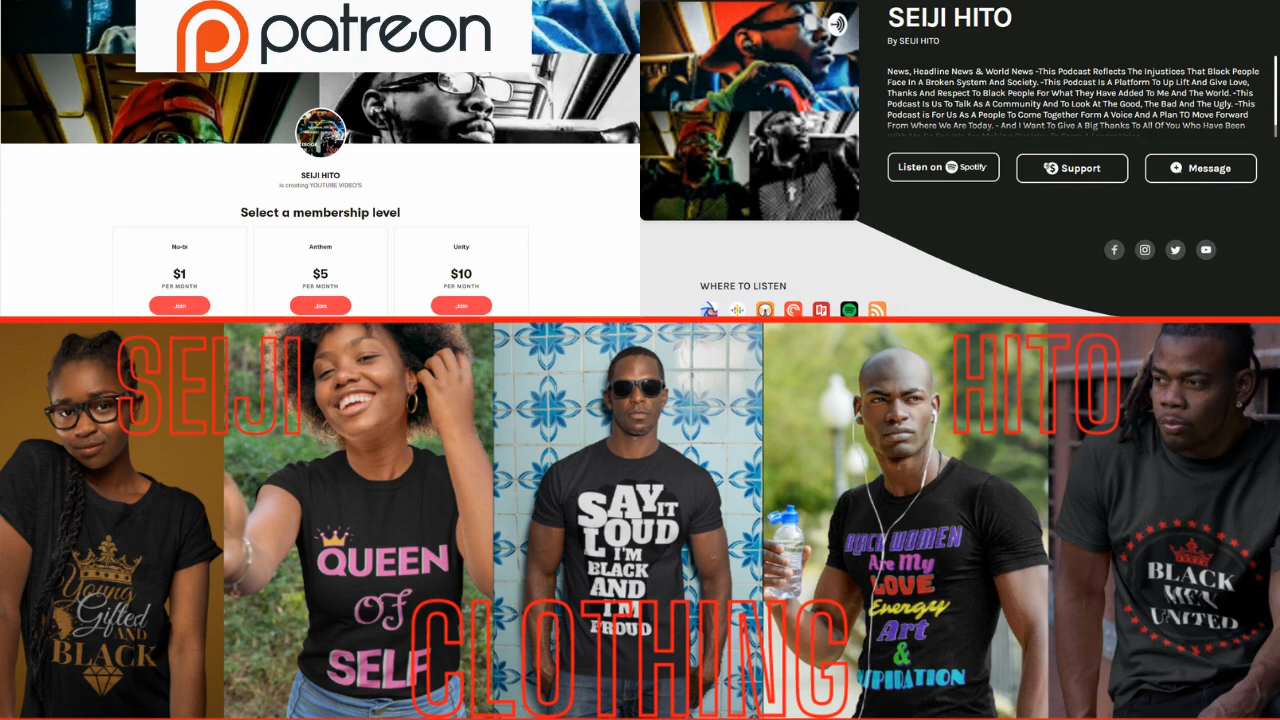 patreon
SEIJI HITO
is creating YOUTUBE VIDEO'S
Select a membership level
Nu-bi
$1
PER MONTH
Join
Anthem
$5
PER MONTH
Join
Unity
$10
PER MONTH
Join
SEIJI HITO
By SEIJI HITO
News, Headline News & World News -This Podcast Reflects The Injustices That Black People
Face In A Broken System And Society. -This Podcast Is A Platform To Up Lift And Give Love,
Thanks And Respect To Black People For What They Have Added To Me And The World. -This
Podcast Is Us To Talk As A Community And To Look At The Good, The Bad And The Ugly. -This
Podcast is For Us As A People To Come Together Form A Voice And A Plan TO Move Forward
From Where We Are Today. - And I Want To Give A Big Thanks To All Of You Who Have Been
Listen on Spotify
Support
Message
WHERE TO LISTEN
SEIJI HITO
CLOTHING
Young
Gifted
AND
BLACK
QUEEN
OF
SELF
SAY IT
LOUD
I'M
BLACK
AND
I'M
PROUD
BLACK WOMEN
Are My
LOVE
Energy
Art
&
BLACK
MEN
UNITED